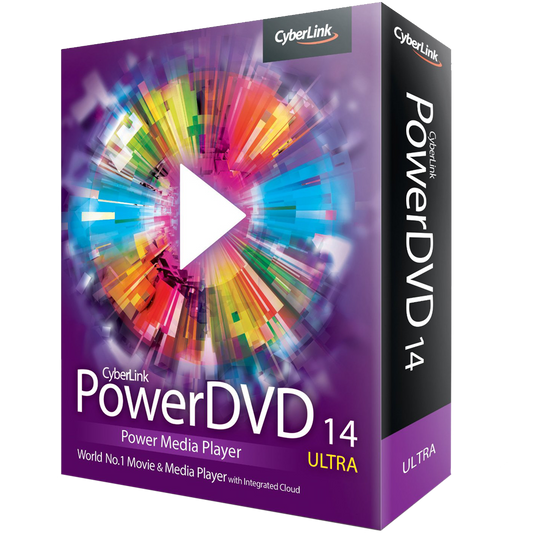 CyberLink
CyberLink
PowerDVD 14
Power Media Player
ULTRA
World No.1 Movie & Media Player with Integrated Cloud
CyberLink
CyberLink
PowerDVD 14
ULTRA